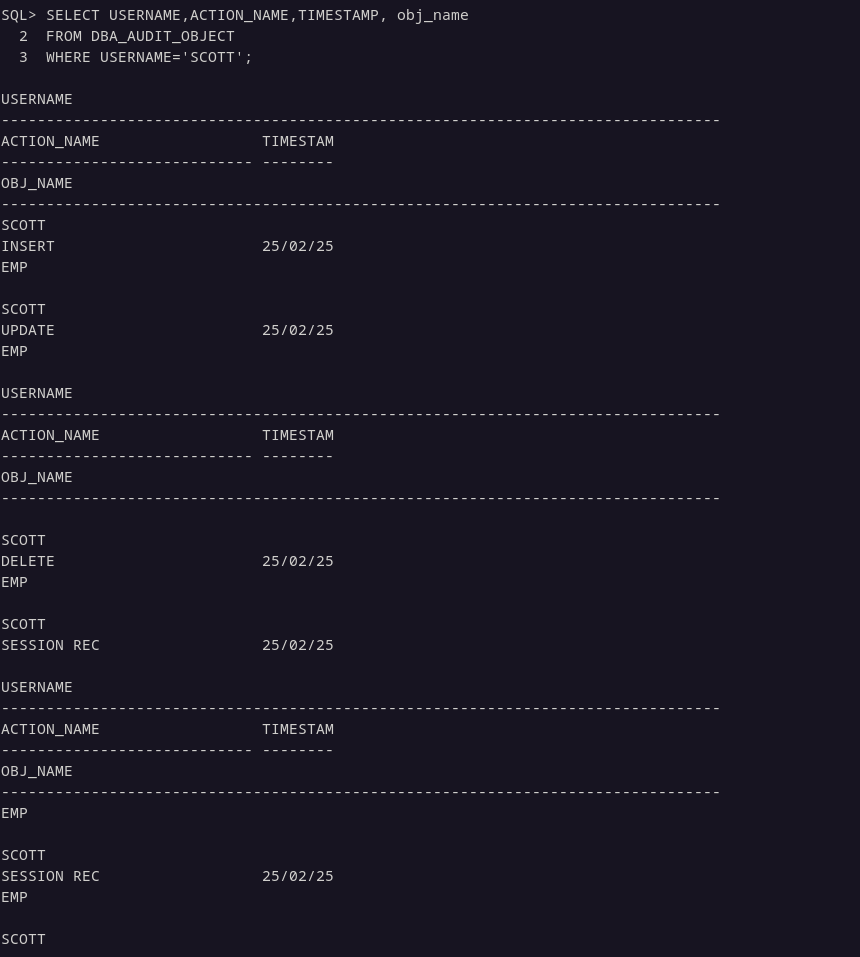 SQL> SELECT USERNAME,ACTION_NAME,TIMESTAMP, obj_name
  2  FROM DBA_AUDIT_OBJECT
  3  WHERE USERNAME='SCOTT';

USERNAME
--------------------------------------------------------------------------------
ACTION_NAME                  TIMESTAM
---------------------------- --------
OBJ_NAME
--------------------------------------------------------------------------------
SCOTT
INSERT                       25/02/25
EMP

SCOTT
UPDATE                       25/02/25
EMP

USERNAME
--------------------------------------------------------------------------------
ACTION_NAME                  TIMESTAM
---------------------------- --------
OBJ_NAME
--------------------------------------------------------------------------------

SCOTT
DELETE                       25/02/25
EMP

SCOTT
SESSION REC                  25/02/25

USERNAME
--------------------------------------------------------------------------------
ACTION_NAME                  TIMESTAM
---------------------------- --------
OBJ_NAME
--------------------------------------------------------------------------------
EMP

SCOTT
SESSION REC                  25/02/25
EMP

SCOTT